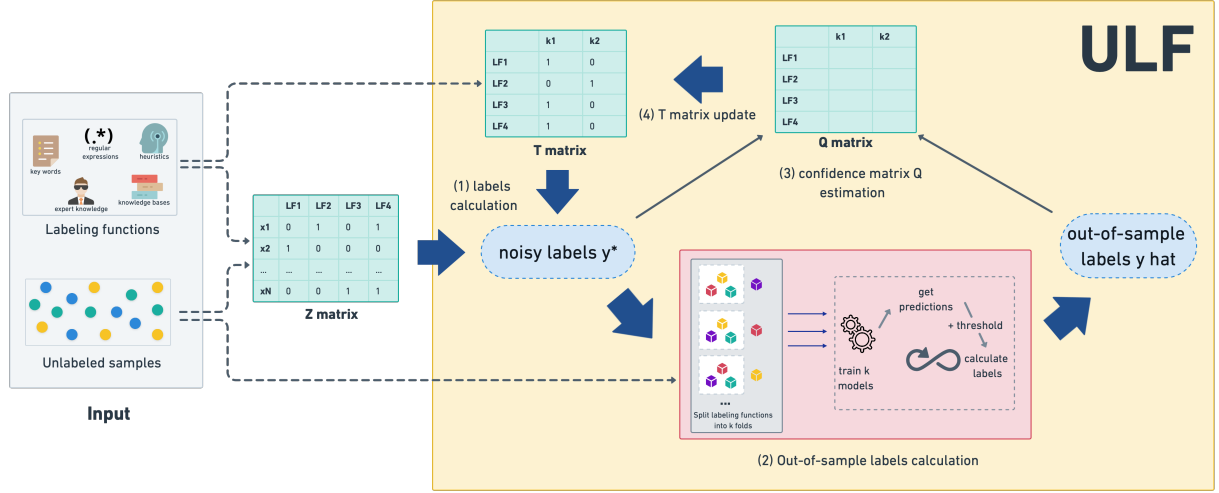 ULF
k1 k2
LF1 1 0
LF2 0 1
LF3 1 0
LF4 1 0
T matrix
k1 k2
LF1
LF2
LF3
LF4
Q matrix
(4) T matrix update
(3) confidence matrix Q
estimation
(1) labels
calculation
key words
(.*)
regular
expressions
heuristics
expert knowledge
knowledge bases
Labeling functions
Unlabeled samples
Input
LF1 LF2 LF3 LF4
x1 0 1 0 1
x2 1 0 0 0
... ... ... ... ...
xN 0 0 1 1
Z matrix
noisy labels y*
out-of-sample
labels y hat
...
Split labeling functions
into k folds
train k
models
get
predictions
+ threshold
calculate
labels
(2) Out-of-sample labels calculation